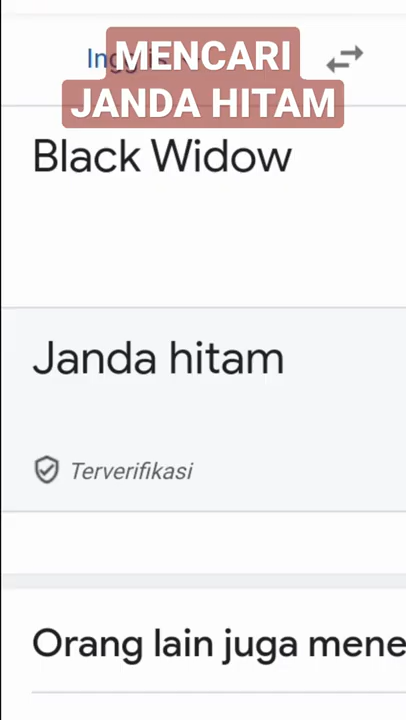 MENCARI
JANDA HITAM
Black Widow
Janda hitam
Terverifikasi
Orang lain juga mene